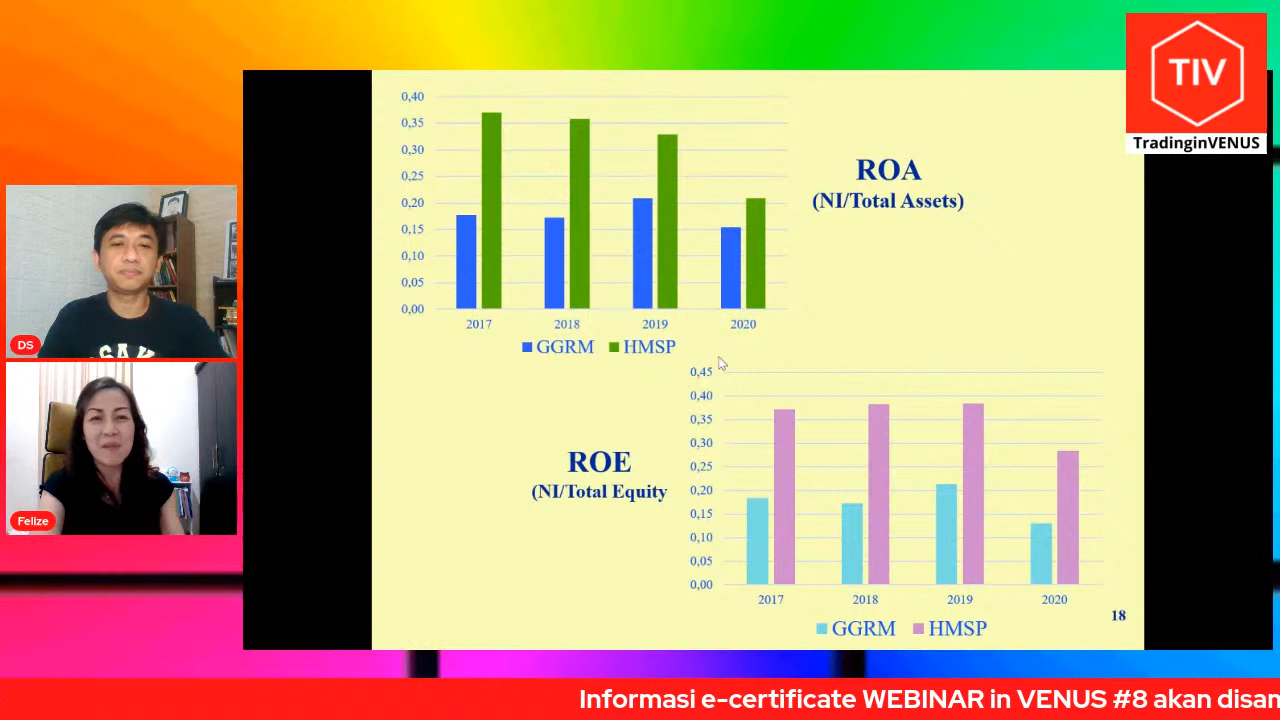 TIV
TradinginVENUS
0,40
0,35
0,30
0,25
0,20
0,15
0,10
0,05
0,00
2017 2018 2019 2020
GGRM HMSP
ROA
(NI/Total Assets)
DS
Felize
ROE
(NI/Total Equity
0,45
0,40
0,35
0,30
0,25
0,20
0,15
0,10
0,05
0,00
2017 2018 2019 2020
GGRM HMSP
18
Informasi e-certificate WEBINAR in VENUS #8 akan disan